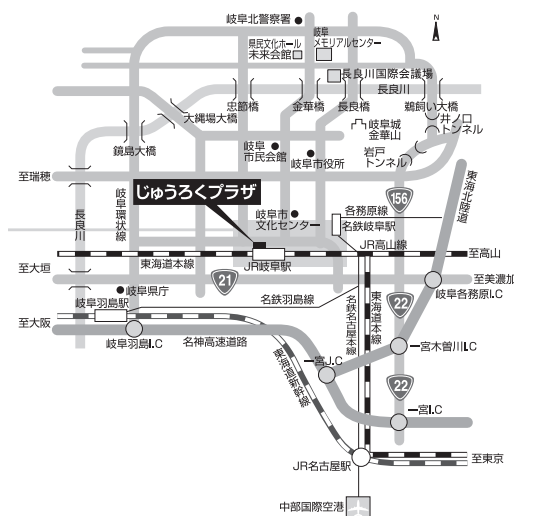 岐阜北警察署
N
県民文化ホール
未来会館
岐阜
メモリアルセンター
長良川国際会議場
長良川
忠節橋
金華橋
長良橋
鵜飼い大橋
大縄場大橋
井ノ口
トンネル
岐阜城
金華山
鏡島大橋
岐阜
市民会館
岐阜市役所
岩戸
トンネル
至瑞穂
じゅうろくプラザ
156
東海北陸道
長良川
岐阜環状線
岐阜市
文化センター
各務原線
名鉄岐阜駅
JR高山線
至高山
東海道本線
JR岐阜駅
至大垣
21
至美濃加
岐阜県庁
岐阜羽島駅
名鉄羽島線
岐阜各務原I.C
22
至大阪
岐阜羽島I.C
名神高速道路
名鉄名古屋本線
東海道本線
一宮木曽川I.C
東海道新幹線
一宮J.C
22
一宮I.C
JR名古屋駅
至東京
中部国際空港